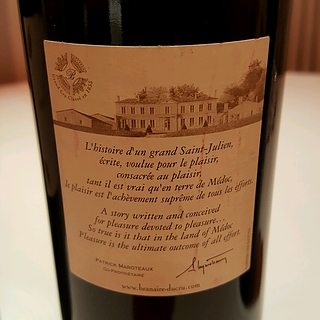 B
L'histoire d'un grand Saint-Julien,
écrite, voulue pour le plaisir,
consacrée au plaisir,
tant il est vrai qu'en terre de Médoc,
le plaisir est l'achèvement suprême de tous les efforts.
A story written and conceived
for pleasure devoted to pleasure...
So true is it that in the land of Médoc
Pleasure is the ultimate outcome of all effort.
PATRICK MAROTEAUX
CO-PROPRIÉTAIRE
www.beanaire-ducru.com